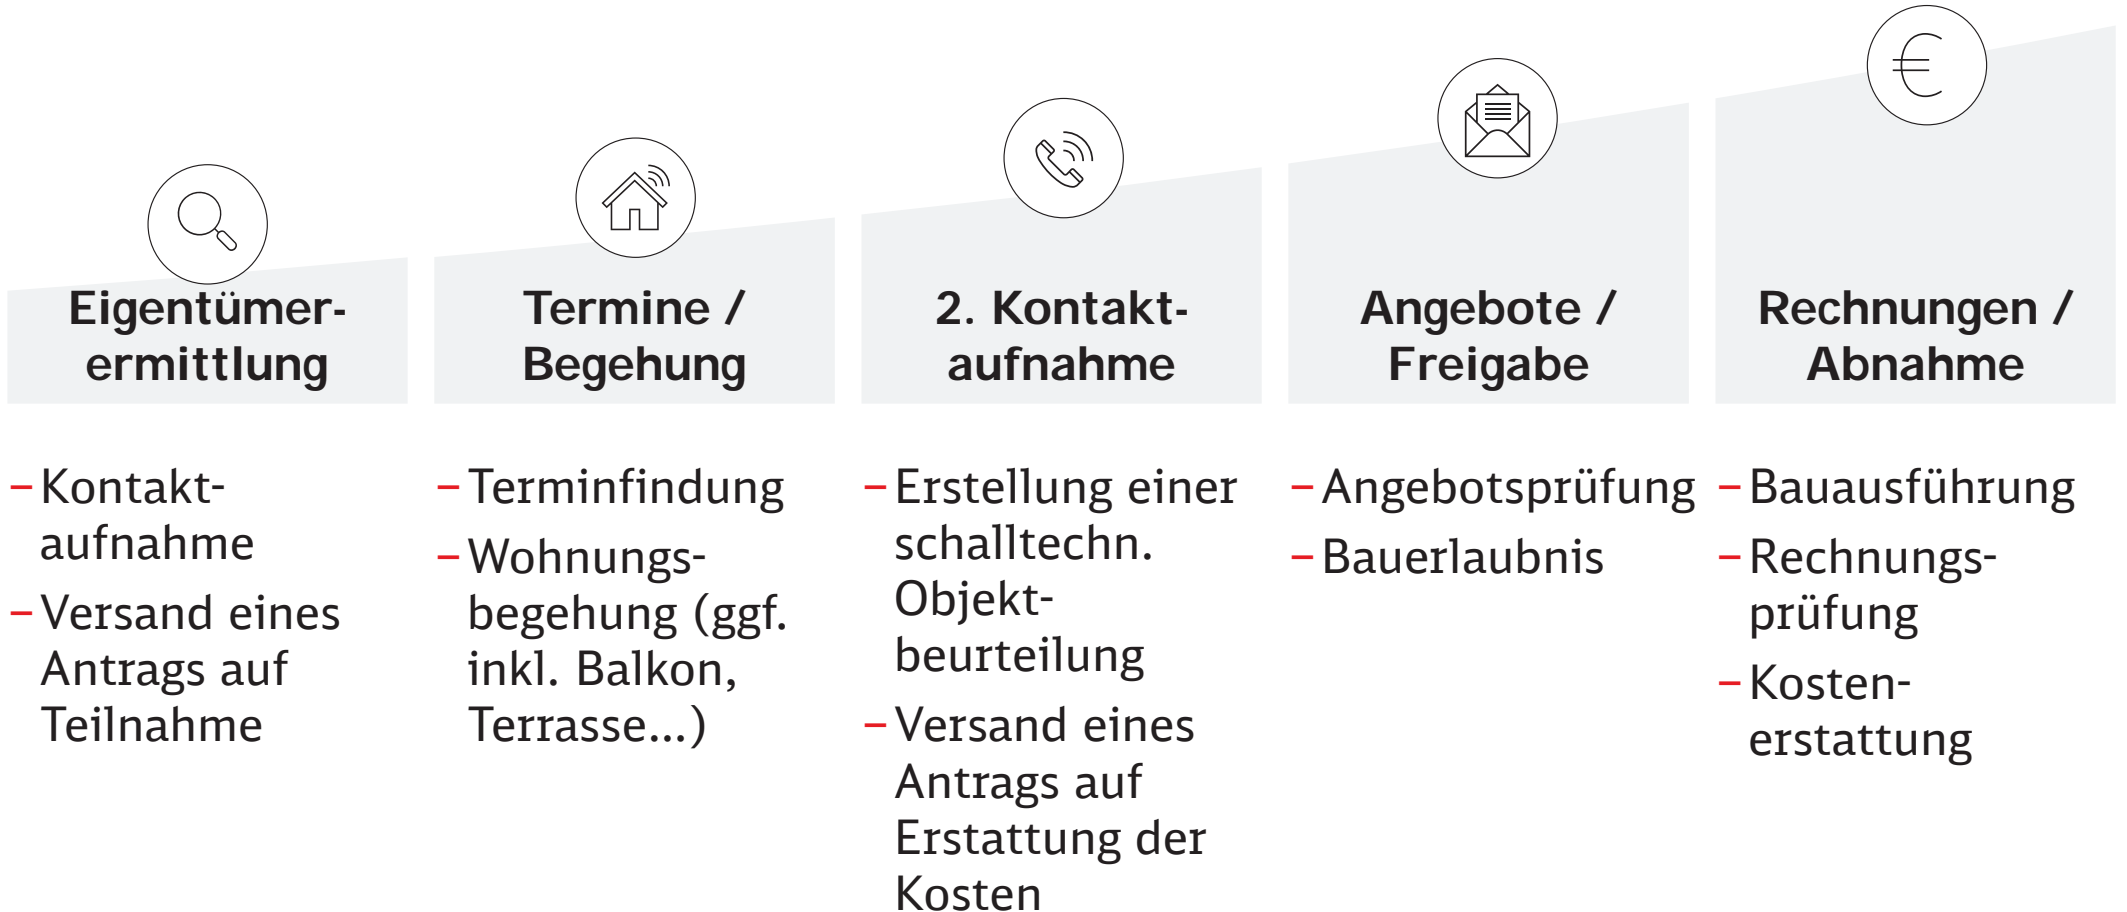 Eigentümer-
ermittlung
– Kontakt-
aufnahme
– Versand eines
Antrags auf
Teilnahme
Termine /
Begehung
– Terminfindung
– Wohnungs-
begehung (ggf.
inkl. Balkon,
Terrasse...)
2. Kontakt-
aufnahme
– Erstellung einer
schalltechn.
Objekt-
beurteilung
– Versand eines
Antrags auf
Erstattung der
Kosten
Angebote /
Freigabe
– Angebotsprüfung
– Bauerlaubnis
€
Rechnungen /
Abnahme
– Bauausführung
– Rechnungs-
prüfung
– Kosten-
erstattung